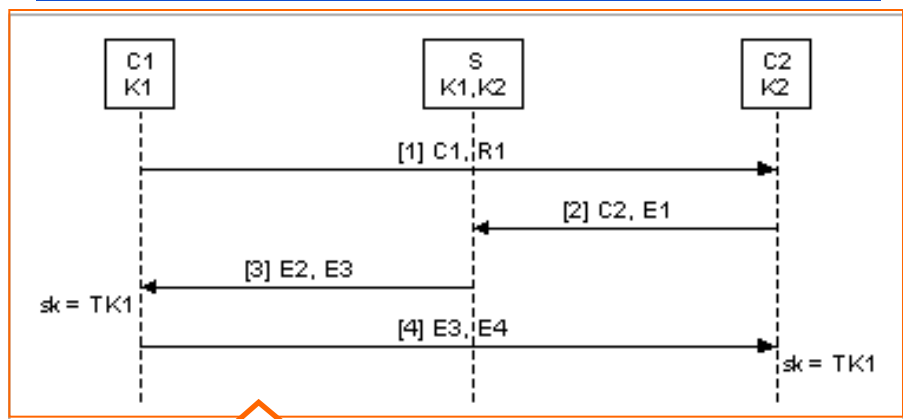 C1
K1
S
K1,K2
C2
K2
[1] C1, R1
[2] C2, E1
[3] E2, E3
sk = TK1
[4] E3, E4
sk = TK1